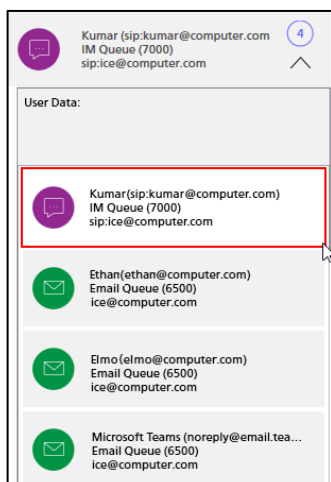 Kumar (sip:kumar@computer.com
4
IM Queue (7000)
sip:ice@computer.com
User Data:
Kumar(sip:kumar@computer.com)
IM Queue (7000)
sip:ice@computer.com
Ethan(ethan@computer.com)
Email Queue (6500)
ice@computer.com
Elmo(elmo@computer.com)
Email Queue (6500)
ice@computer.com
Microsoft Teams (noreply@email.tea...
Email Queue (6500)
ice@computer.com